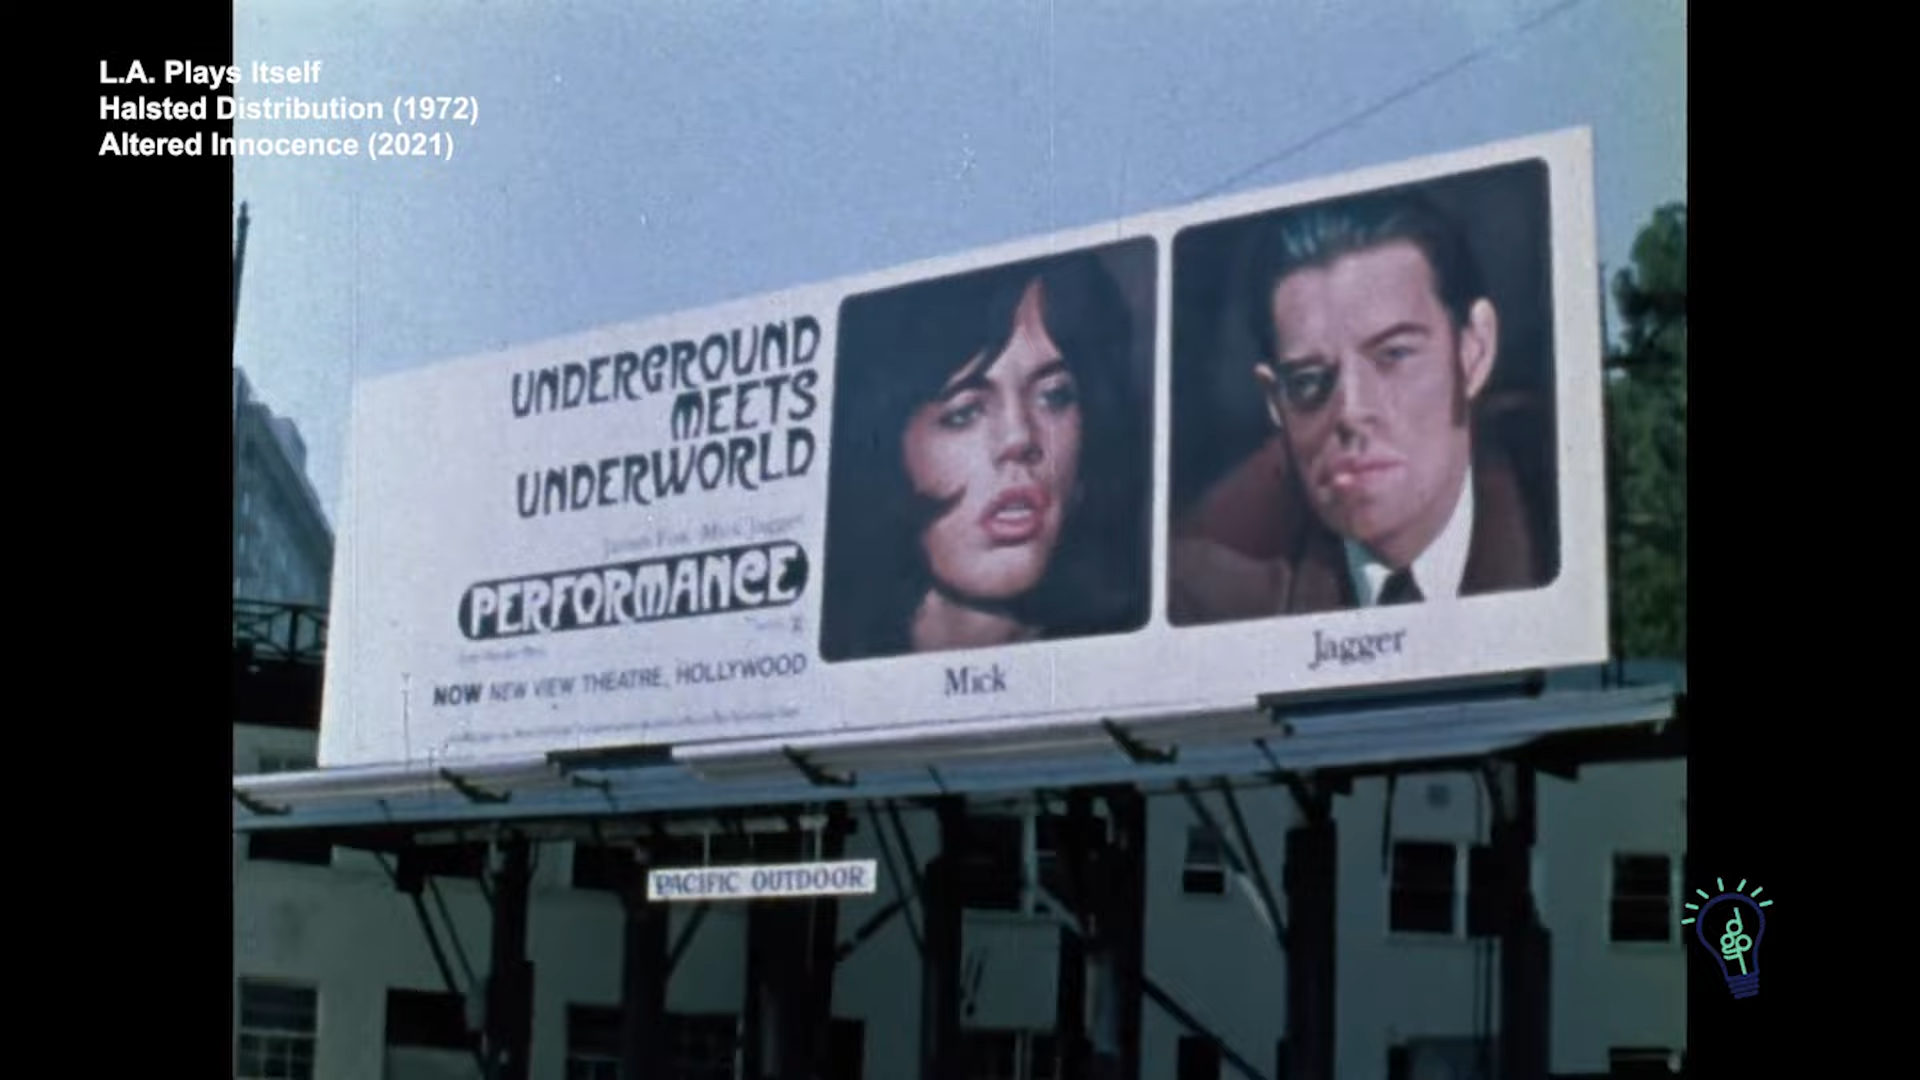 L.A. Plays Itself
Halsted Distribution (1972)
Altered Innocence (2021)
UNDERGROUND
MEETS
UNDERWORLD
James Fox Mick Jagger
PERFORMANCE
NOW NEW VIEW THEATRE, HOLLYWOOD
Mick
Jagger
PACIFIC OUTDOOR